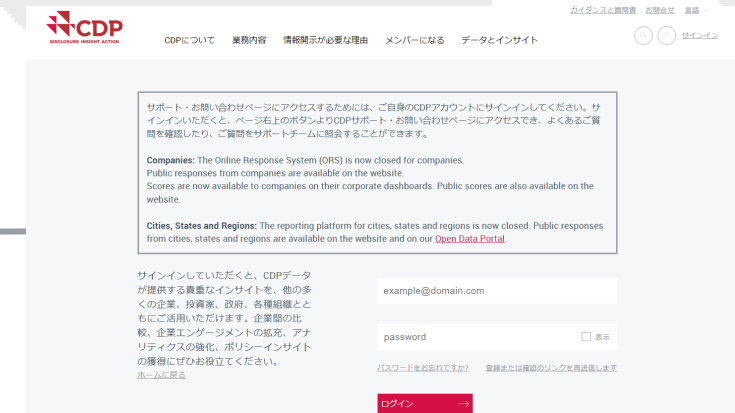 ガイダンスと質問書 お問合せ 言語
CDP
DISCLOSURE INSIGHT ACTION
CDPについて 業務内容 情報開示が必要な理由 メンバーになる データとインサイト
サインイン
サポート・お問い合わせページにアクセスするためには、ご自身のCDPアカウントにサインインしてください。サ
インインいただくと、ページ右上のボタンよりCDPサポート・お問い合わせページにアクセスでき、よくあるご質
問を確認したり、ご質問をサポートチームに照会することができます。
Companies: The Online Response System (ORS) is now closed for companies.
Public responses from companies are available on the website.
Scores are now available to companies on their corporate dashboards. Public scores are also available on the
website.
Cities, States and Regions: The reporting platform for cities, states and regions is now closed. Public responses
from cities, states and regions are available on the website and on our Open Data Portal.
サインインしていただくと、CDPデータ
が提供する貴重なインサイトを、他の多
くの企業、投資家、政府、各種組織とと
もにご活用いただけます。企業間の比
較、企業エンゲージメントの拡充、アナ
リティクスの強化、ポリシーインサイト
の獲得にぜひお役立てください。
ホームに戻る
example@domain.com
password 表示
パスワードをお忘れですか? 登録または確認のリンクを再送信します
ログイン →